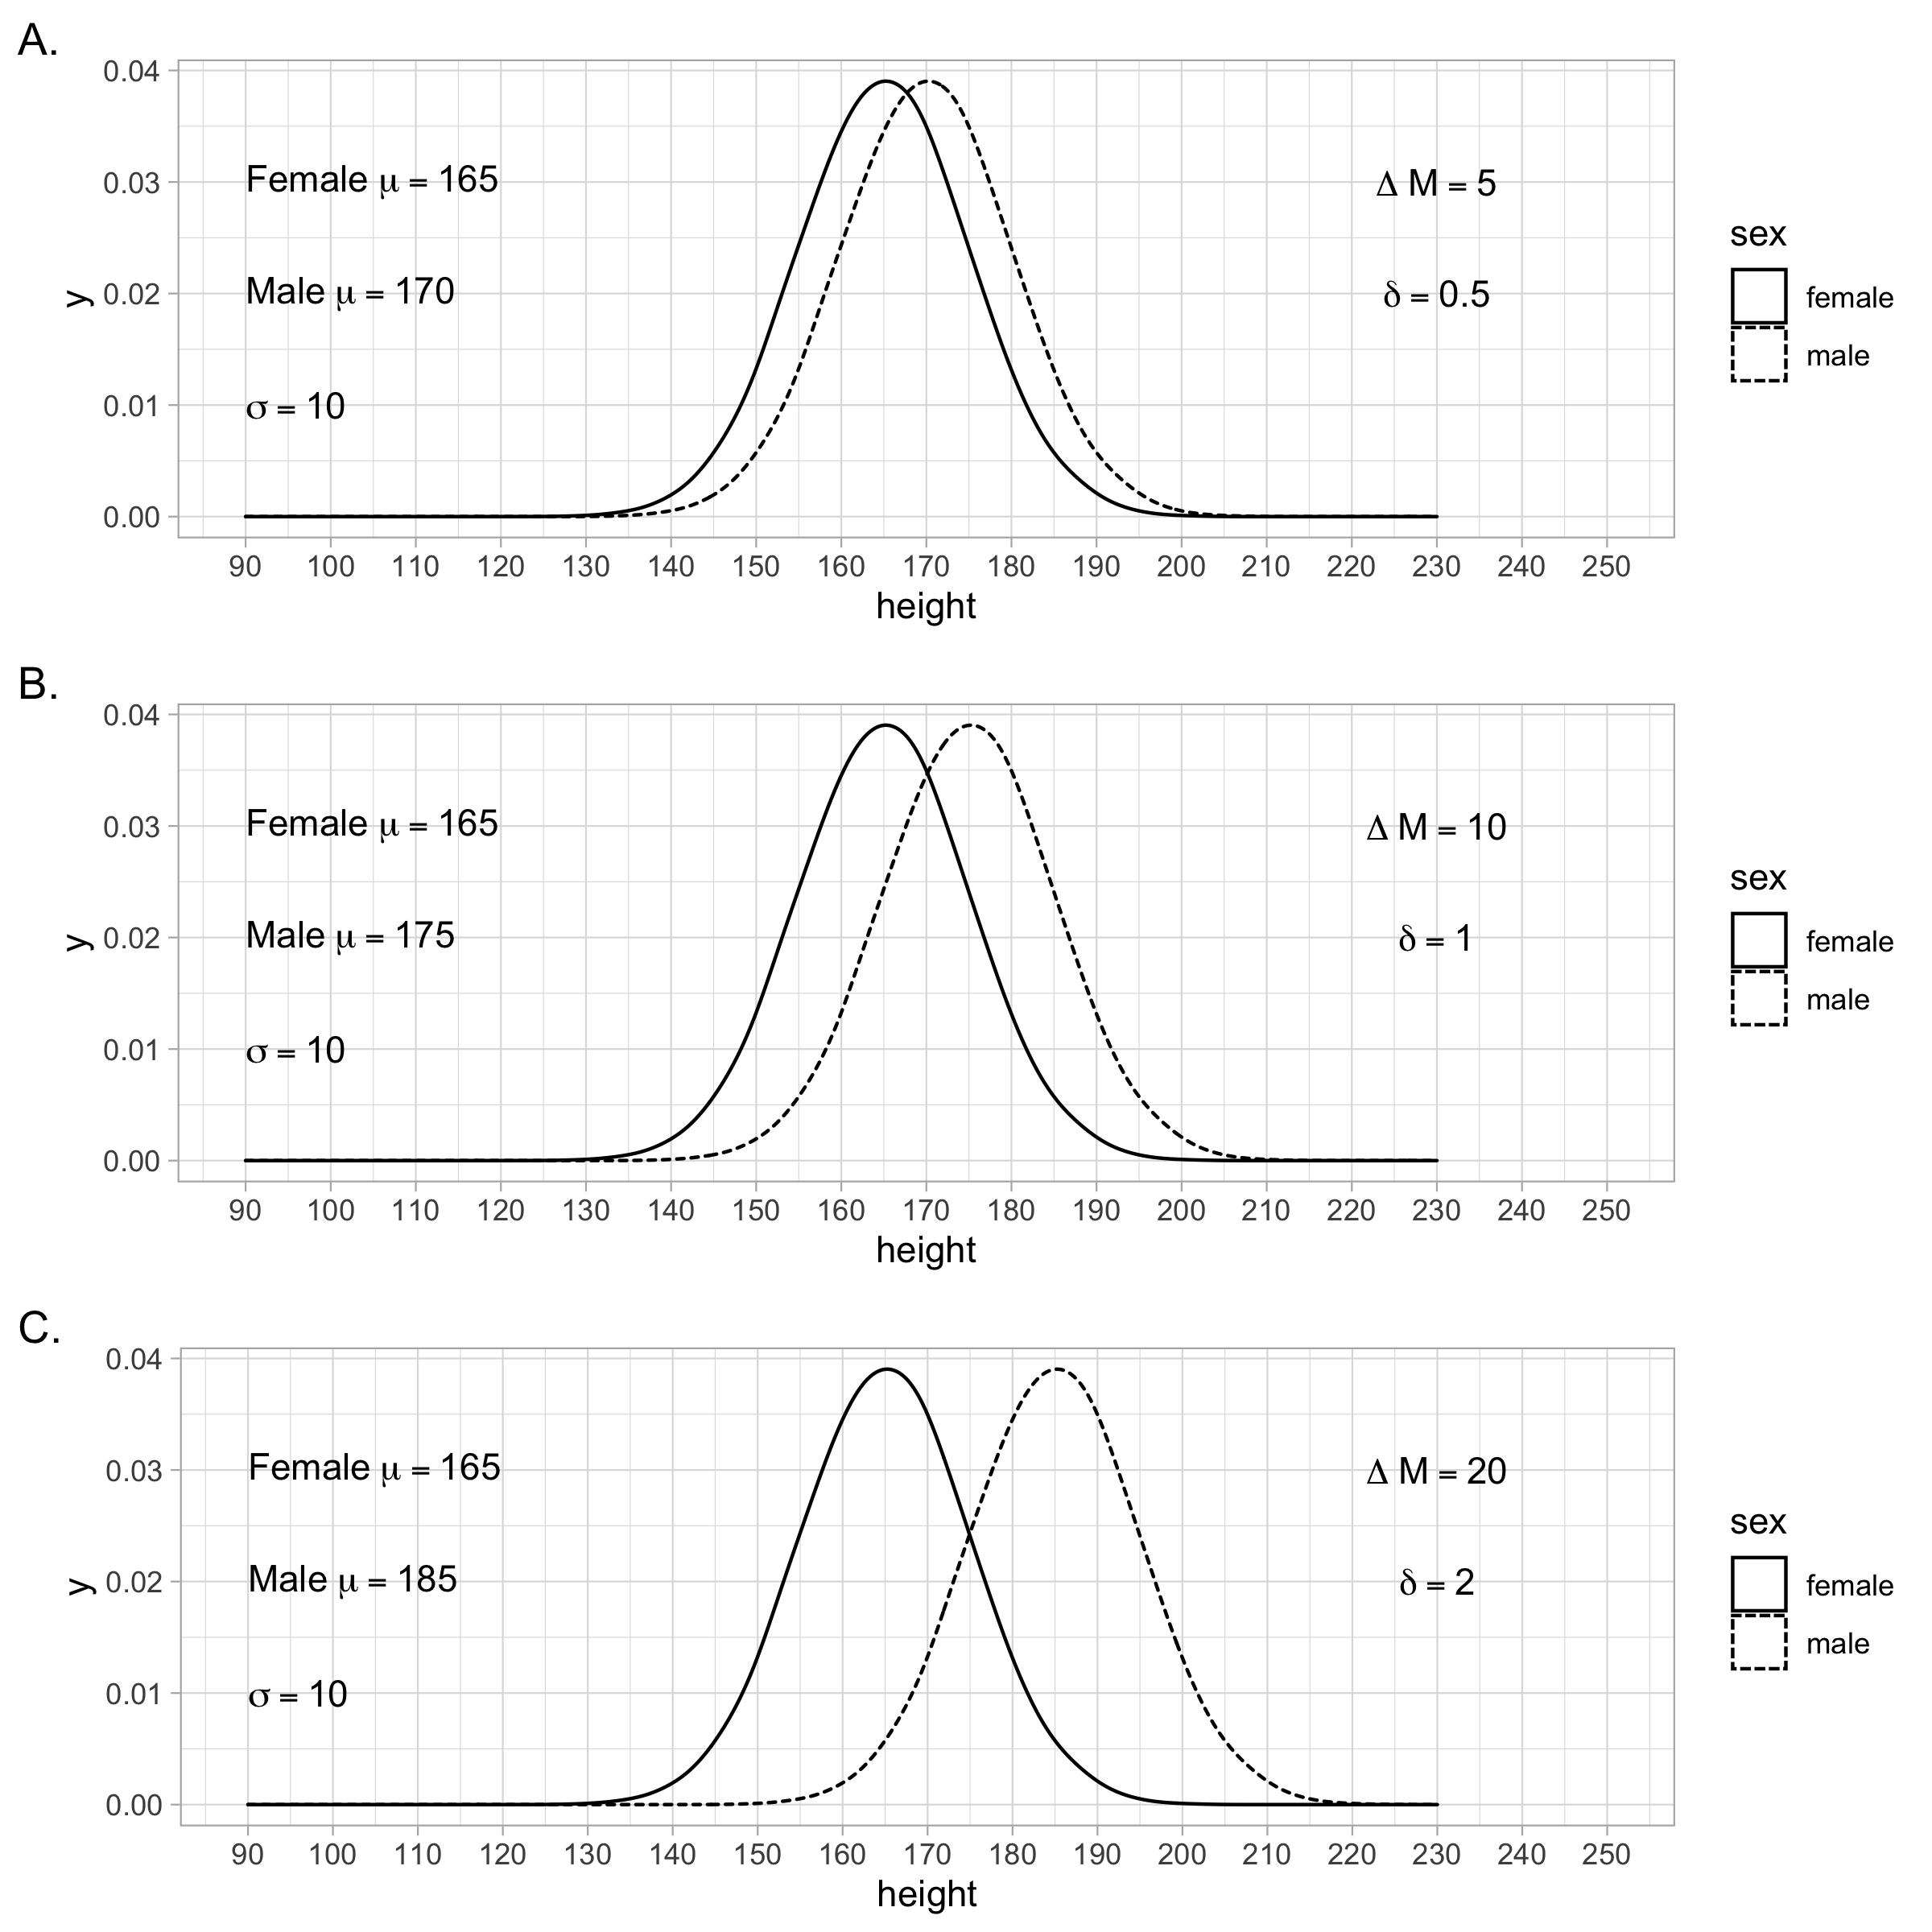 A.
0.04
0.03
0.02
0.01
0.00
y
Female μ = 165
Male μ = 170
σ = 10
Δ M = 5
δ = 0.5
90 100 110 120 130 140 150 160 170 180 190 200 210 220 230 240 250
height
sex
female
male
B.
0.04
0.03
0.02
0.01
0.00
y
Female μ = 165
Male μ = 175
σ = 10
Δ M = 10
δ = 1
90 100 110 120 130 140 150 160 170 180 190 200 210 220 230 240 250
height
sex
female
male
C.
0.04
0.03
0.02
0.01
0.00
y
Female μ = 165
Male μ = 185
σ = 10
Δ M = 20
δ = 2
90 100 110 120 130 140 150 160 170 180 190 200 210 220 230 240 250
height
sex
female
male